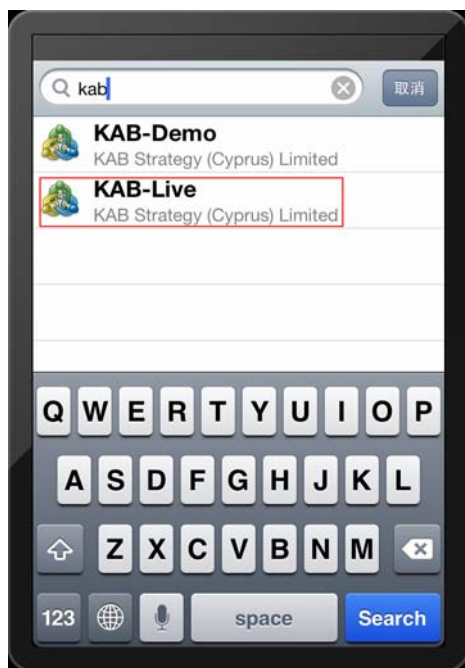 kab
取消
KAB-Demo
KAB Strategy (Cyprus) Limited
KAB-Live
KAB Strategy (Cyprus) Limited
Q W E R T Y U I O P
A S D F G H J K L
Z X C V B N M
123 space Search